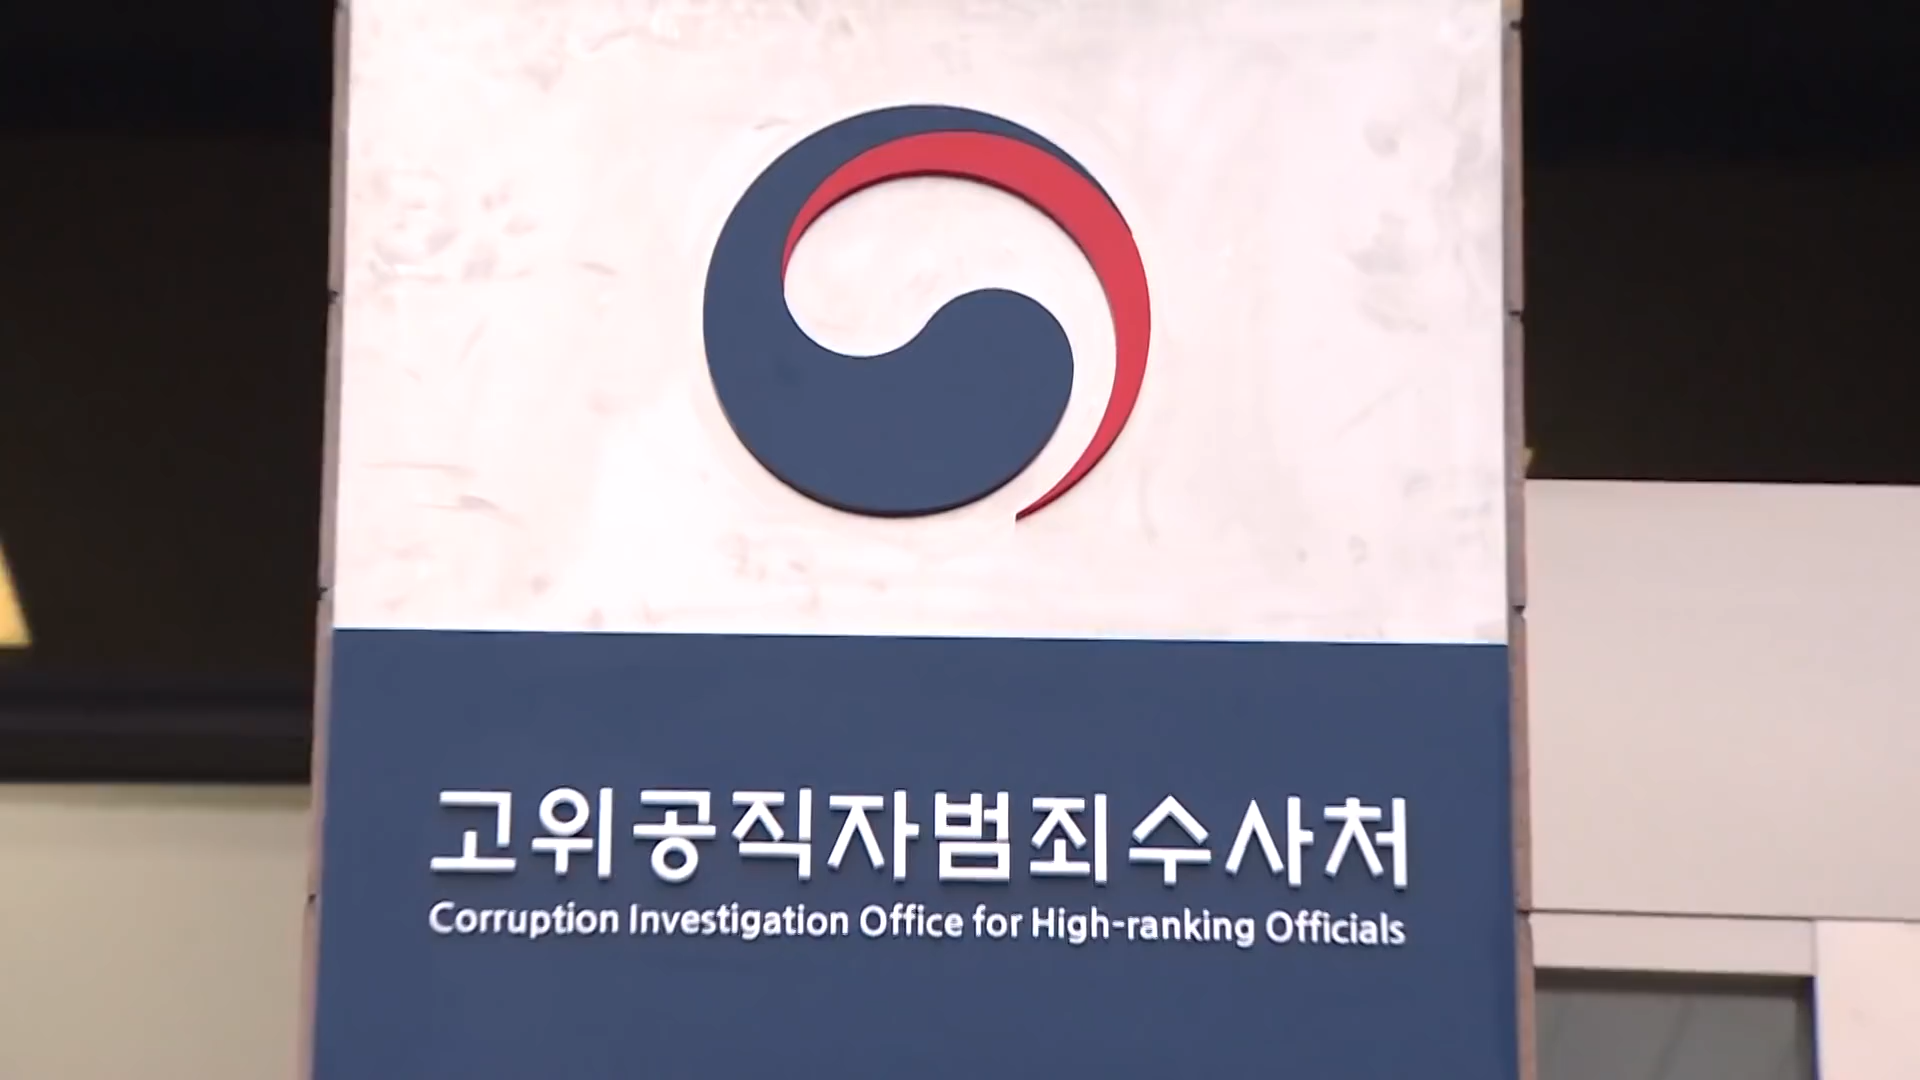 고위공직자범죄수사처
Corruption Investigation Office for High-ranking Officials